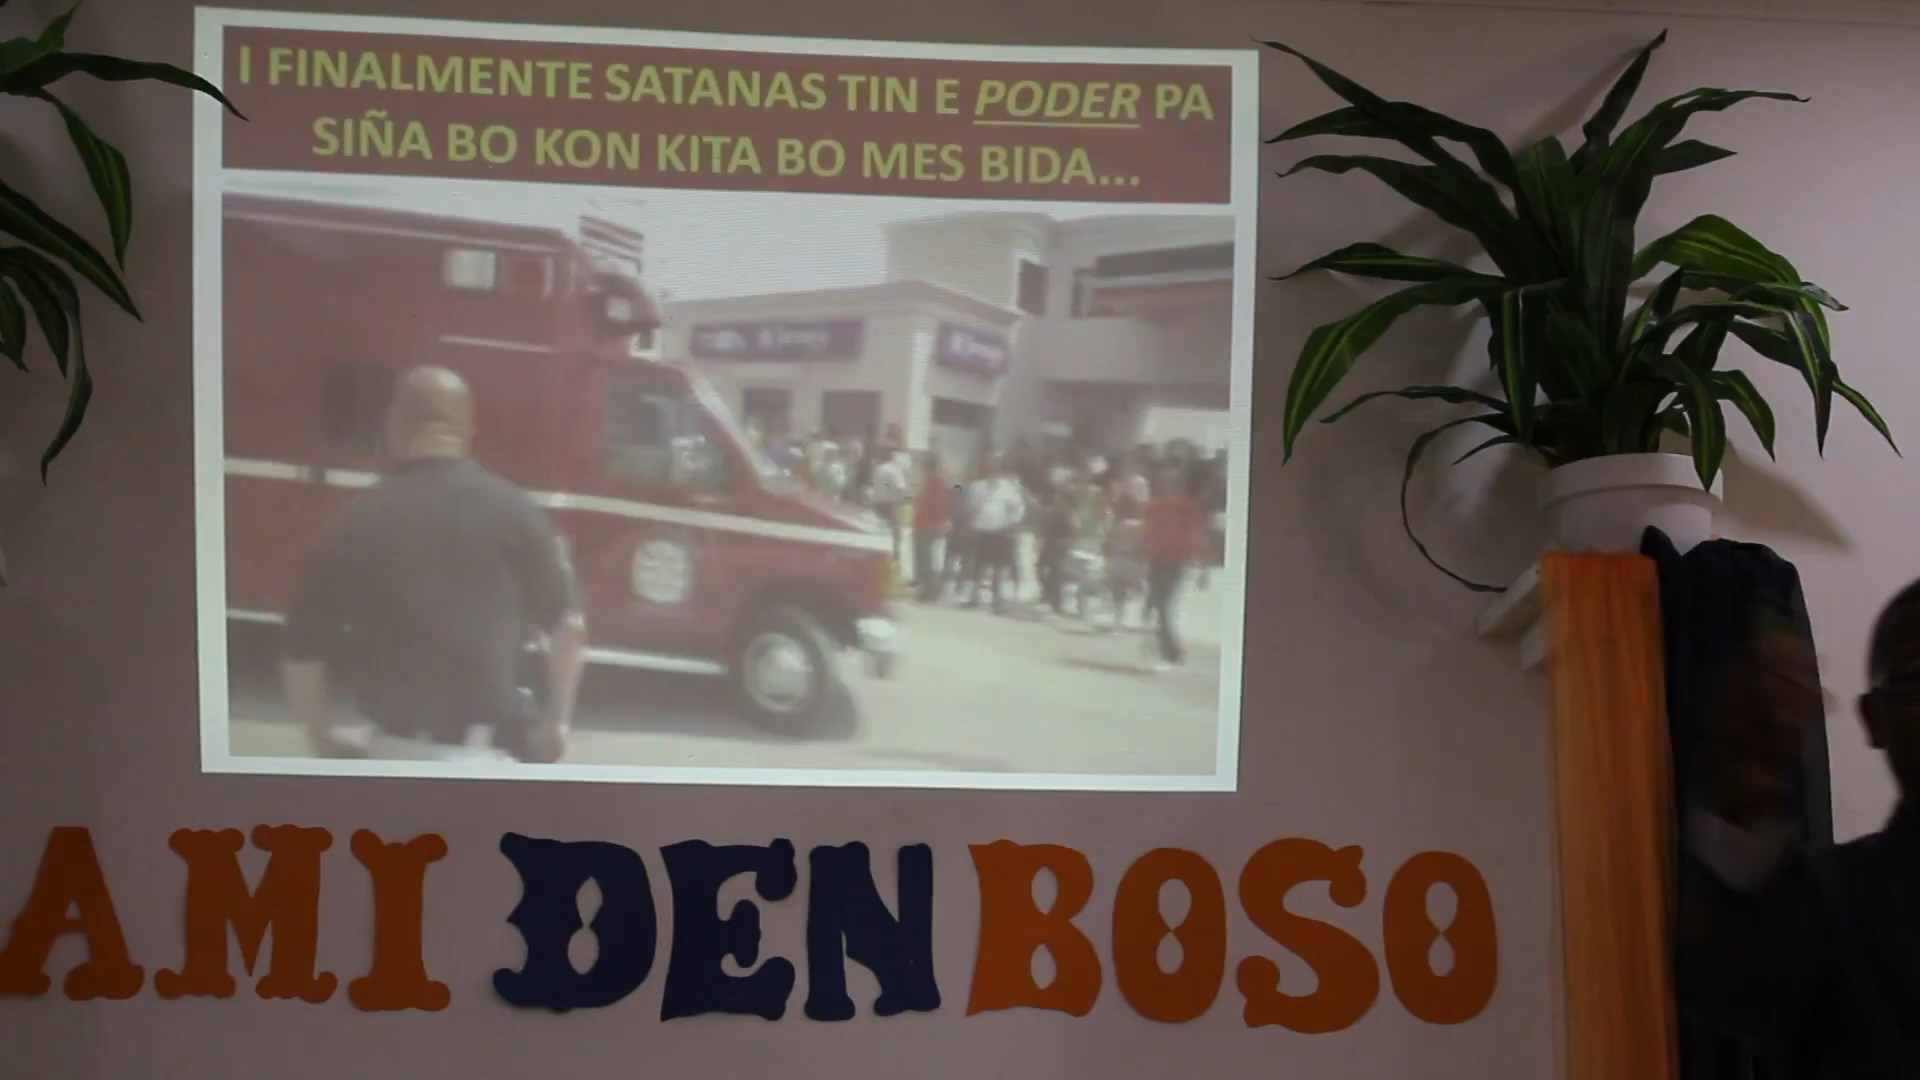 I FINALMENTE SATANAS TIN E PODER PA
SIÑA BO KON KITA BO MES BIDA...
AMI DEN BOSO